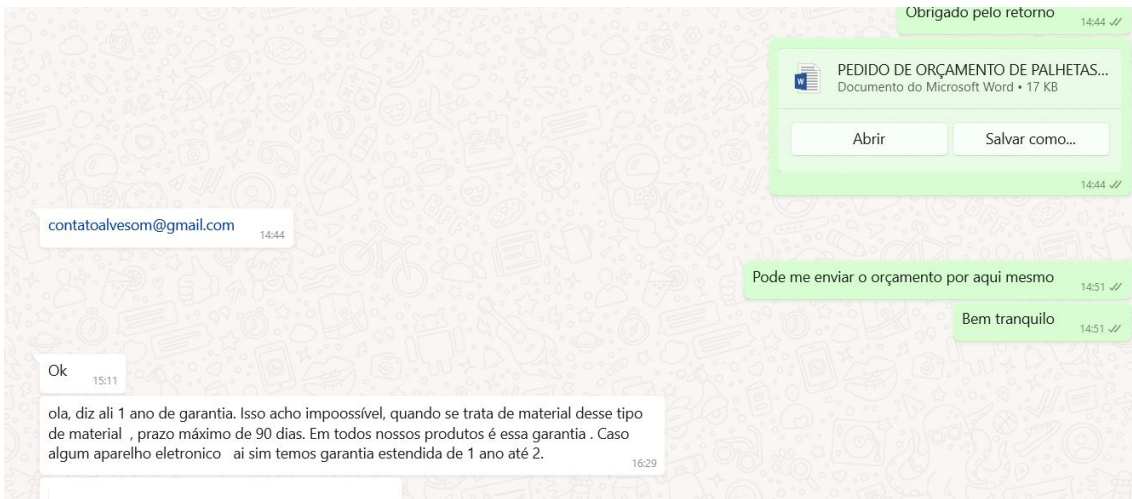 Obrigado pelo retorno
14:44
PEDIDO DE ORÇAMENTO DE PALHETAS...
Documento do Microsoft Word • 17 KB
Abrir
Salvar como...
14:44
contatoalvesom@gmail.com
14:44
Pode me enviar o orçamento por aqui mesmo
14:51
Bem tranquilo
14:51
Ok
15:11
ola, diz ali 1 ano de garantia. Isso acho impoossível, quando se trata de material desse tipo
de material , prazo máximo de 90 dias. Em todos nossos produtos é essa garantia . Caso
algum aparelho eletronico ai sim temos garantia estendida de 1 ano até 2.
16:29